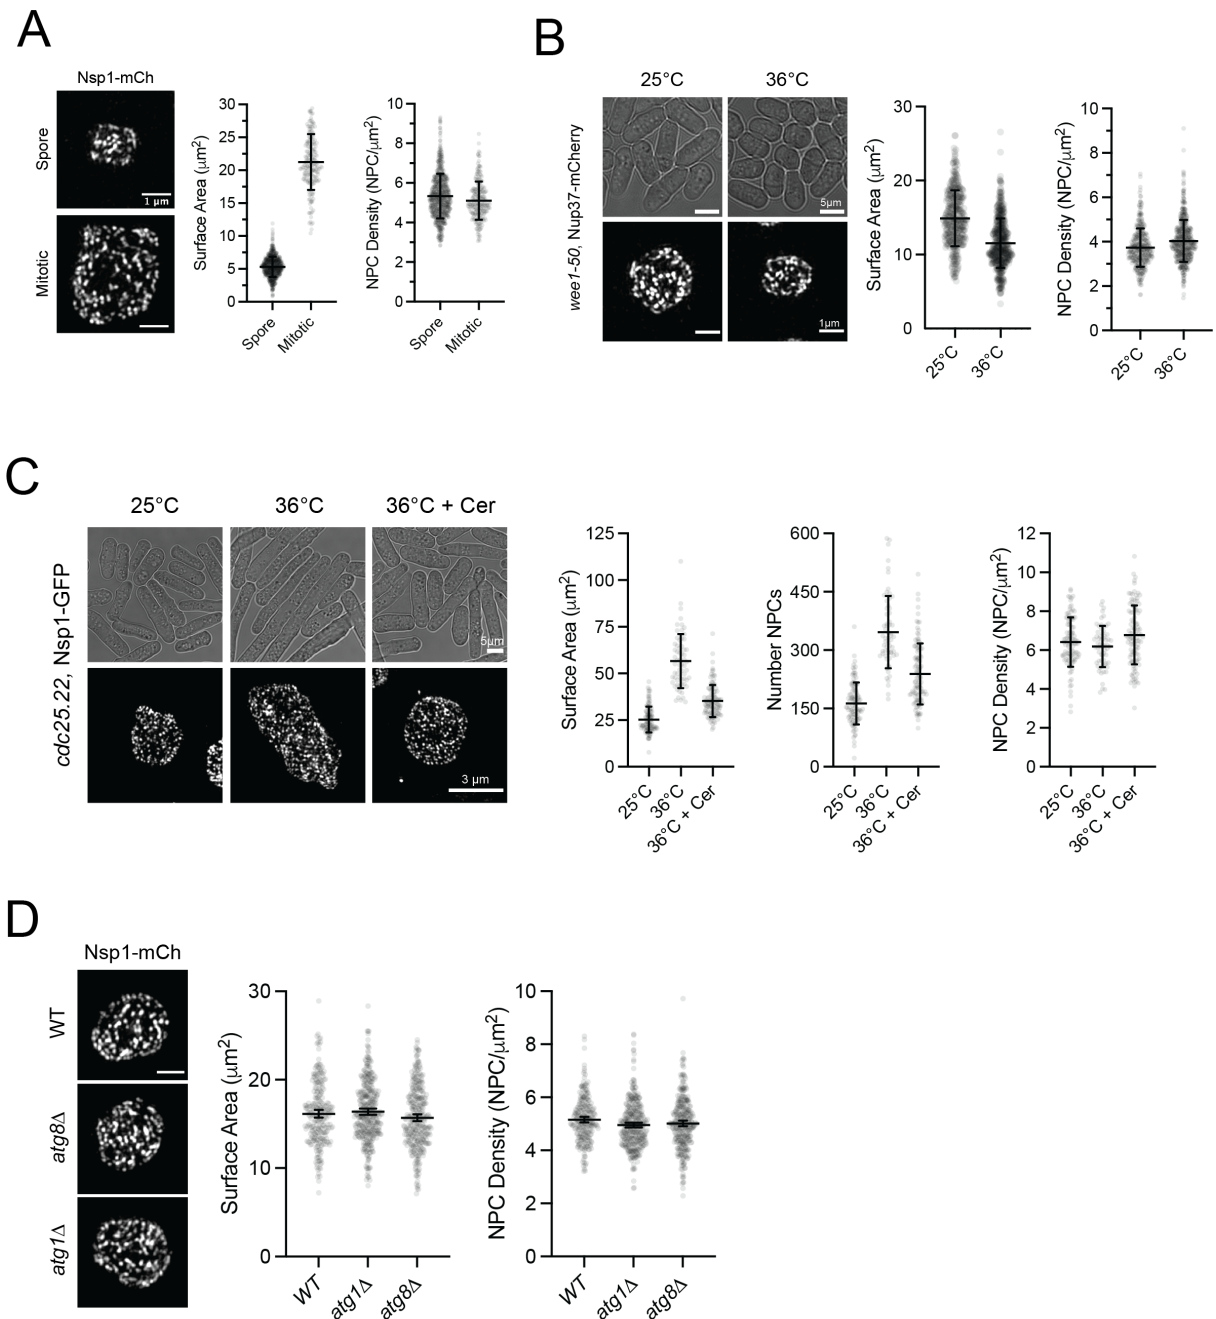 A
Nsp1-mCh
Spore
1 μm
Mitotic
Surface Area (μm²)
30
25
20
15
10
5
0
Spore
Mitotic
NPC Density (NPC/μm²)
10
8
6
4
2
0
Spore
Mitotic
B
25°C
36°C
wee1-50, Nup37-mCherry
5μm
1μm
Surface Area (μm²)
30
20
10
0
25°C
36°C
NPC Density (NPC/μm²)
10
8
6
4
2
0
25°C
36°C
C
25°C
36°C
36°C + Cer
cdc25.22, Nsp1-GFP
5μm
3 μm
Surface Area (μm²)
125
100
75
50
25
0
25°C
36°C
36°C + Cer
Number NPCs
600
450
300
150
0
25°C
36°C
36°C + Cer
NPC Density (NPC/μm²)
12
10
8
6
4
2
0
25°C
36°C
36°C + Cer
D
Nsp1-mCh
WT
atg8Δ
atg1Δ
Surface Area (μm²)
30
20
10
0
WT
atg1Δ
atg8Δ
NPC Density (NPC/μm²)
10
8
6
4
2
0
WT
atg1Δ
atg8Δ